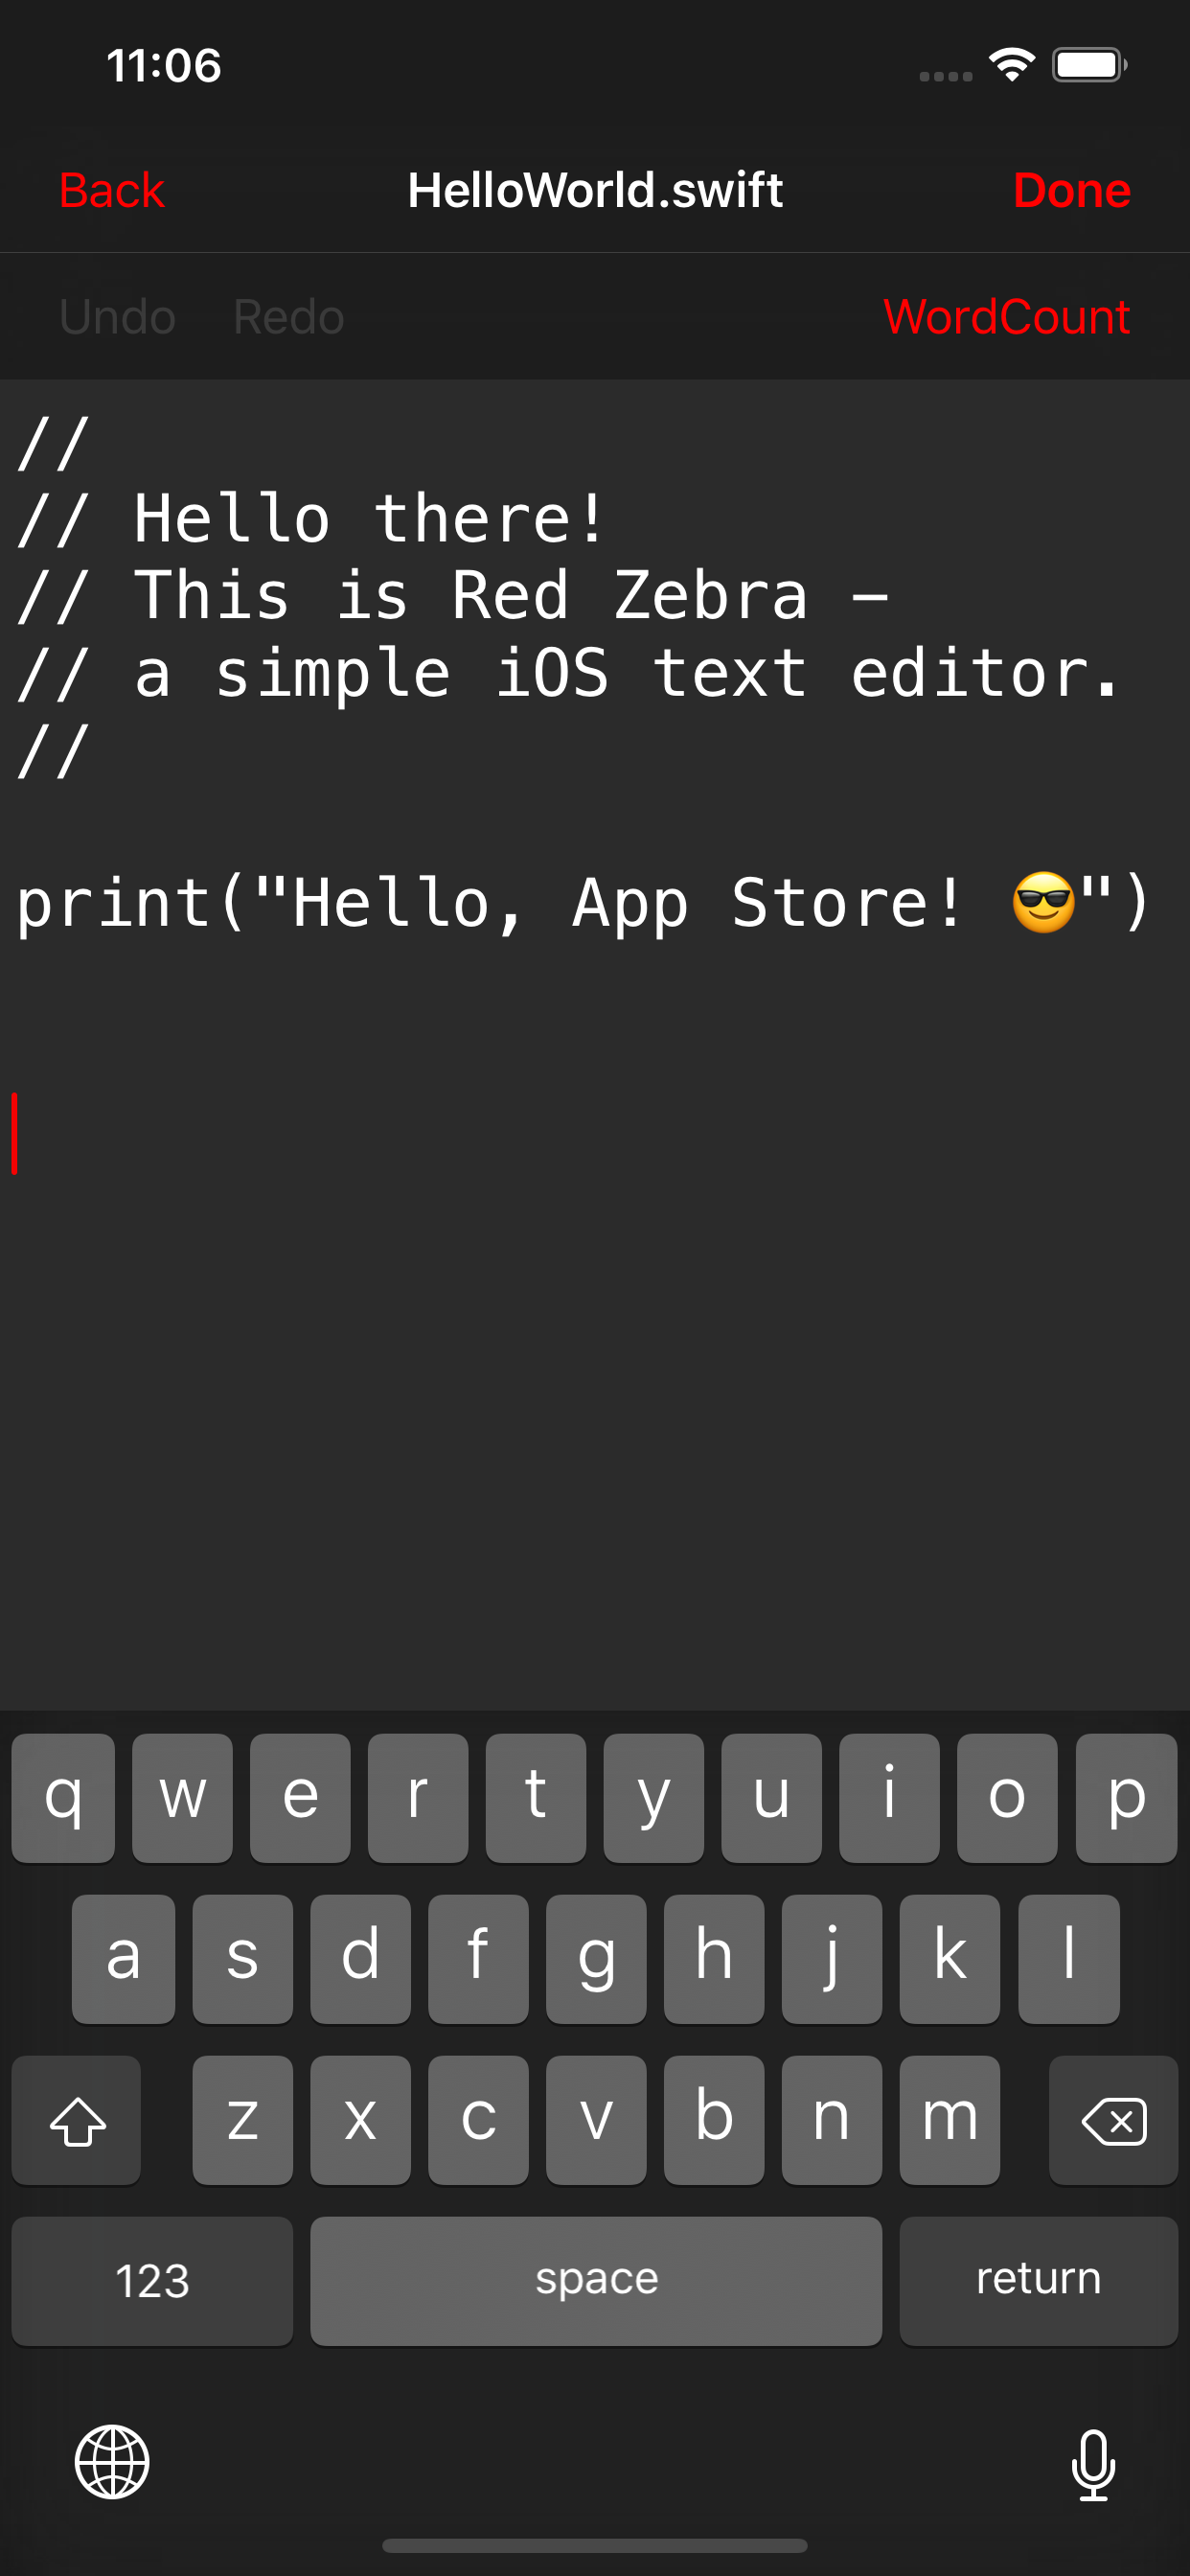 11:06
Back HelloWorld.swift Done
Undo Redo WordCount
//
// Hello there!
// This is Red Zebra –
// a simple iOS text editor.
//
print("Hello, App Store! 😎")
q w e r t y u i o p
a s d f g h j k l
z x c v b n m
123 space return